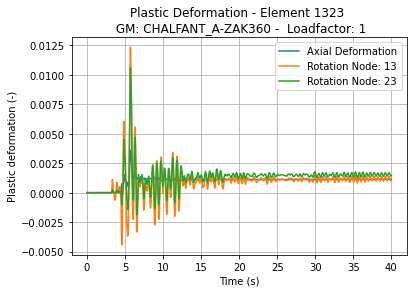 Plastic Deformation - Element 1323
GM: CHALFANT_A-ZAK360 - Loadfactor: 1
Axial Deformation
Rotation Node: 13
Rotation Node: 23
Plastic deformation (-)
0.0125
0.0100
0.0075
0.0050
0.0025
0.0000
−0.0025
−0.0050
0 5 10 15 20 25 30 35 40
Time (s)